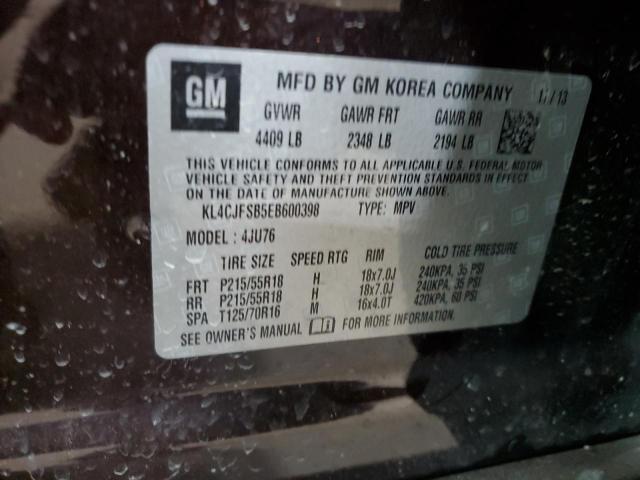 GM MFD BY GM KOREA COMPANY 11/13
GVWR GAWR FRT GAWR RR
4409 LB 2348 LB 2194 LB
THIS VEHICLE CONFORMS TO ALL APPLICABLE U.S. FEDERAL MOTOR
VEHICLE SAFETY AND THEFT PREVENTION STANDARDS IN EFFECT
ON THE DATE OF MANUFACTURE SHOWN ABOVE.
KL4CJFSB5EB600398 TYPE: MPV
MODEL: 4JU76
TIRE SIZE SPEED RTG RIM COLD TIRE PRESSURE
FRT P215/55R18 H 18x7.0J 240KPA, 35 PSI
RR P215/55R18 H 18x7.0J 240KPA, 35 PSI
SPA T125/70R16 M 16x4.0T 420KPA, 60 PSI
SEE OWNER'S MANUAL FOR MORE INFORMATION.